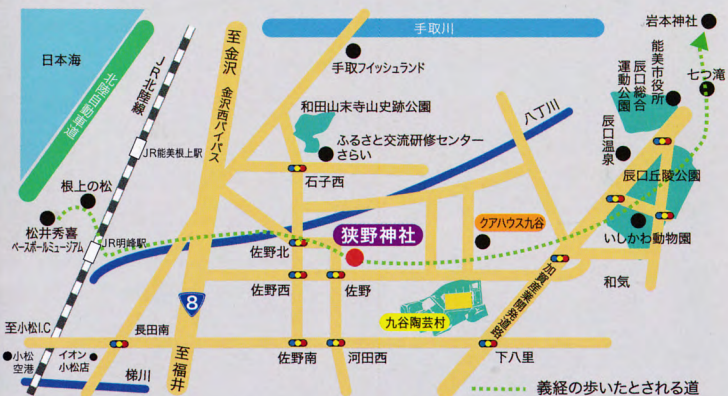 岩本神社
手取川
日本海
北陸自動車道
JR北陸線
至金沢 金沢西バイパス
手取フィッシュランド
能美市役所
七つ滝
辰口総合
運動公園
和田山末寺山史跡公園
八丁川
ふるさと交流研修センター
さらい
辰口温泉
JR能美根上駅
石子西
辰口丘陵公園
根上の松
松井秀喜
ベースボールミュージアム
JR明峰駅
佐野北
狭野神社
クアハウス九谷
いしかわ動物園
佐野西
佐野
和気
8
加賀産業開発道路
九谷陶芸村
至小松I.C
長田南
小松
空港
イオン
小松店
至福井
佐野南
河田西
下八里
梯川
義経の歩いたとされる道